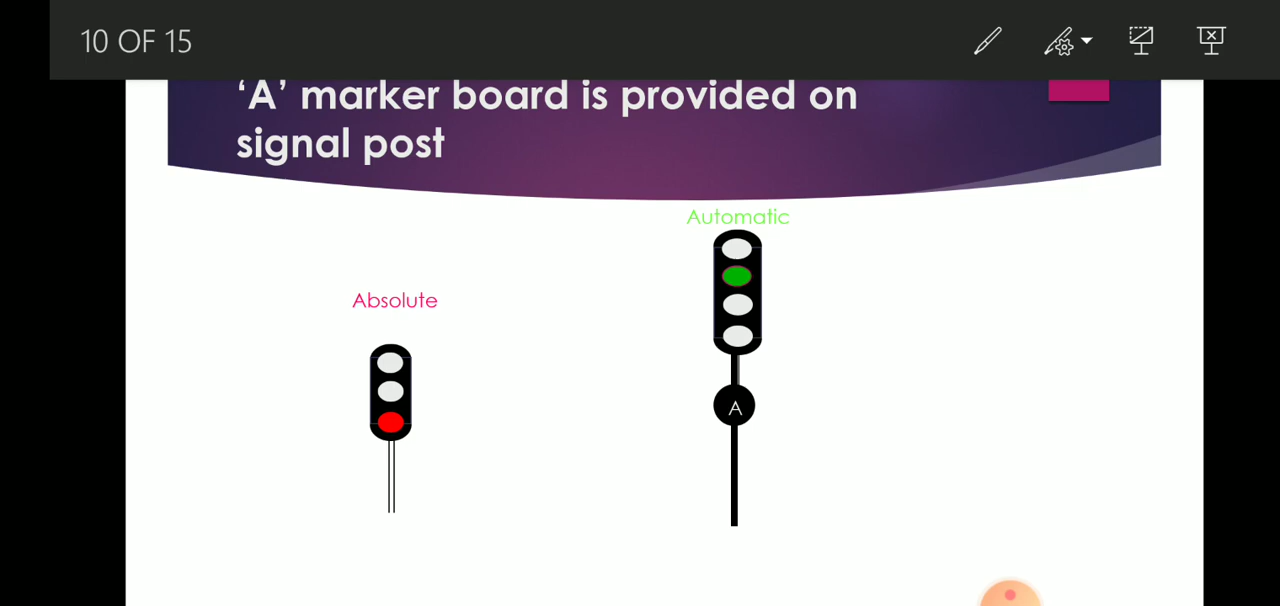 10 OF 15
‘A’ marker board is provided on
signal post
Automatic
Absolute
A